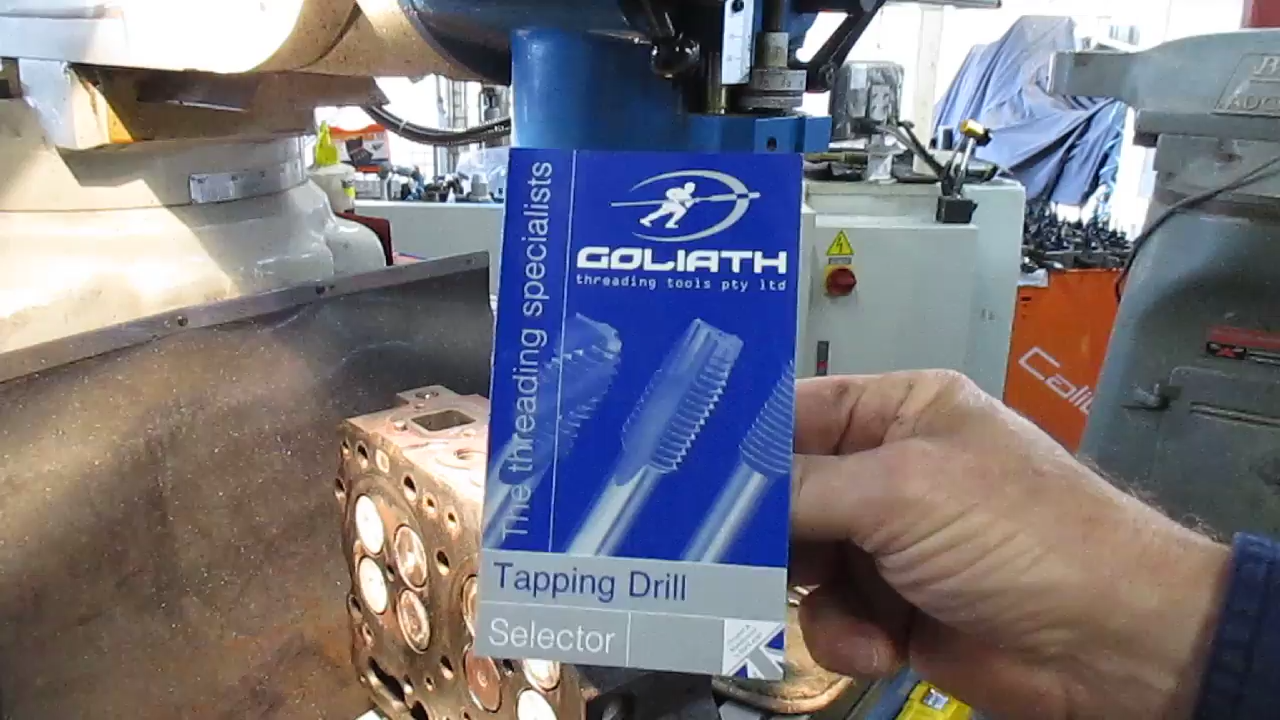 The threading specialists
GOLIATH
threading tools pty ltd
Tapping Drill
Selector